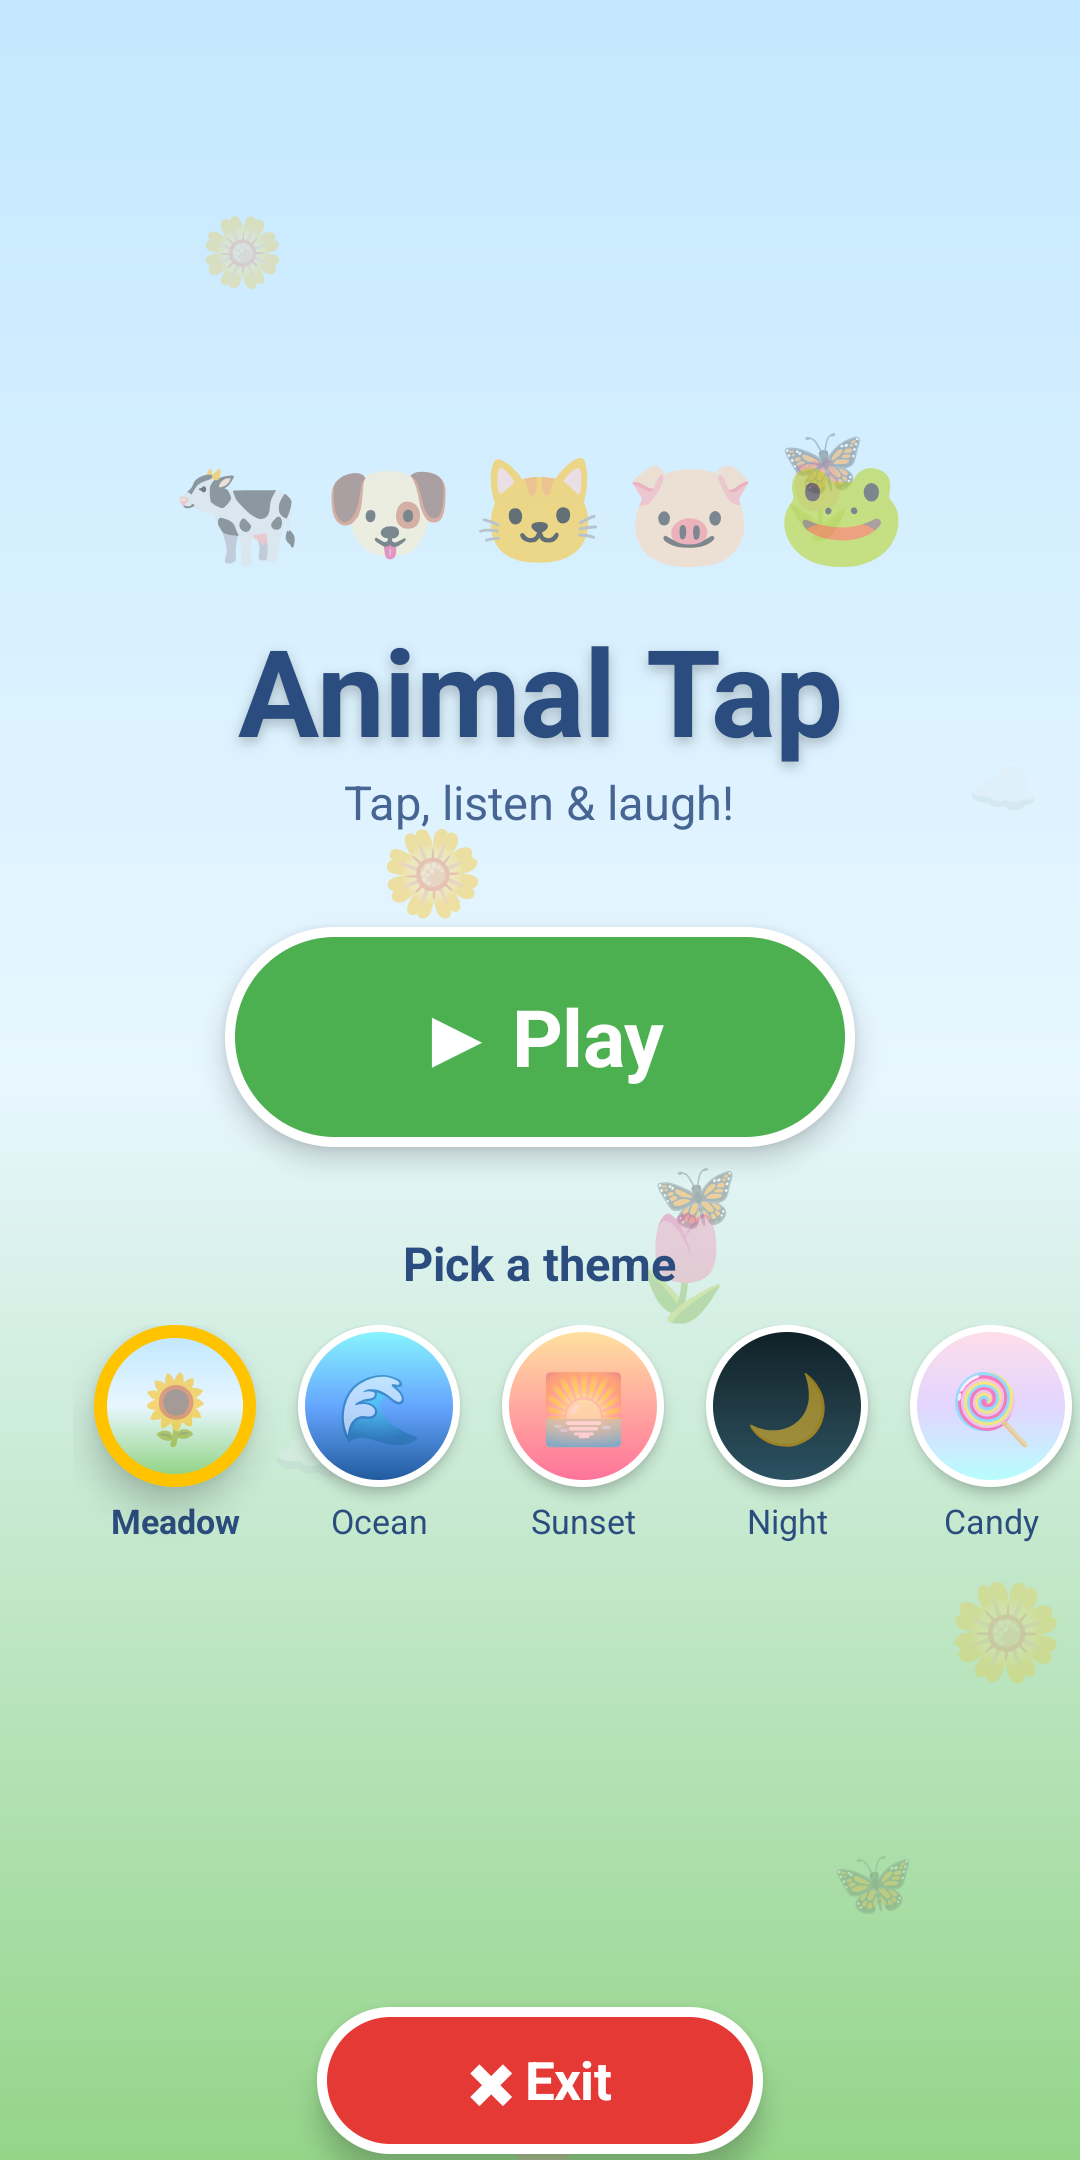 Animal Tap
Tap, listen & laugh!
▶ Play
Pick a theme
Meadow Ocean Sunset Night Candy
✖ Exit